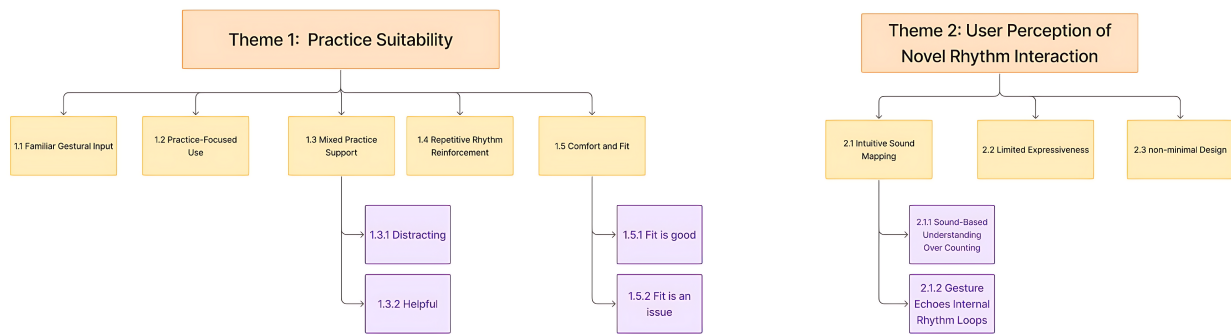 Theme 1: Practice Suitability
1.1 Familiar Gestural Input
1.2 Practice-Focused
Use
1.3 Mixed Practice
Support
1.4 Repetitive Rhythm
Reinforcement
1.5 Comfort and Fit
1.3.1 Distracting
1.3.2 Helpful
1.5.1 Fit is good
1.5.2 Fit is an
issue
Theme 2: User Perception of
Novel Rhythm Interaction
2.1 Intuitive Sound
Mapping
2.2 Limited Expressiveness
2.3 non-minimal Design
2.1.1 Sound-Based
Understanding
Over Counting
2.1.2 Gesture
Echoes Internal
Rhythm Loops